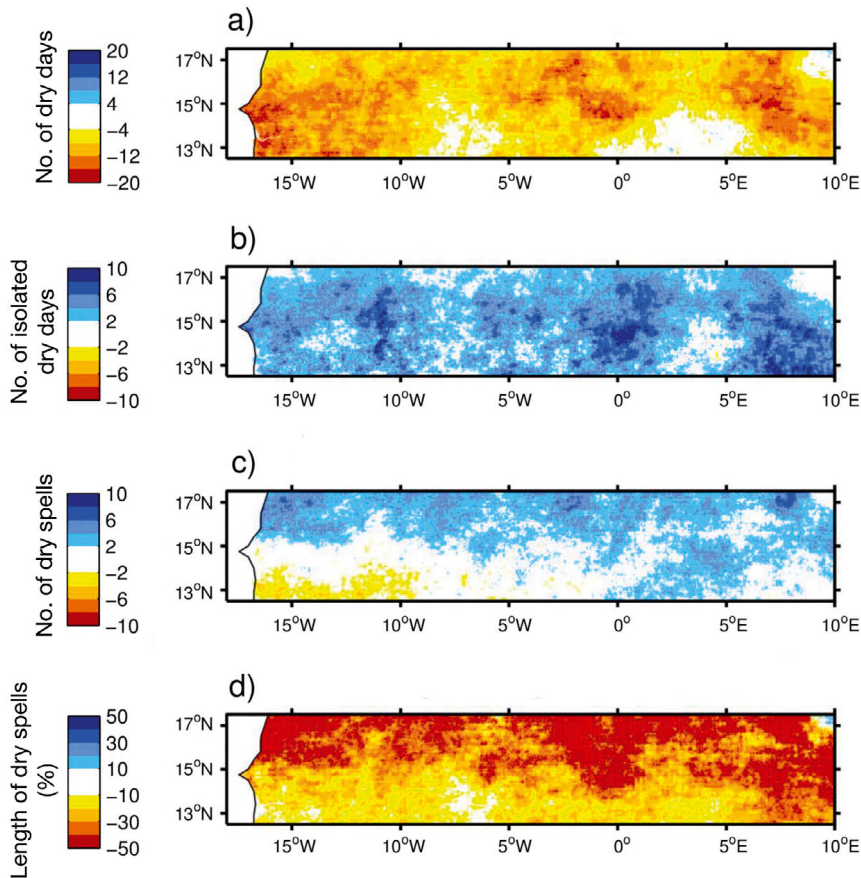 a)
No. of dry days
20
12
4
−4
−12
−20
17°N
15°N
13°N
15°W
10°W
5°W
0°
5°E
10°E
b)
No. of isolated
dry days
10
6
2
−2
−6
−10
17°N
15°N
13°N
15°W
10°W
5°W
0°
5°E
10°E
c)
No. of dry spells
10
6
2
−2
−6
−10
17°N
15°N
13°N
15°W
10°W
5°W
0°
5°E
10°E
d)
Length of dry spells
(%)
50
30
10
−10
−30
−50
17°N
15°N
13°N
15°W
10°W
5°W
0°
5°E
10°E